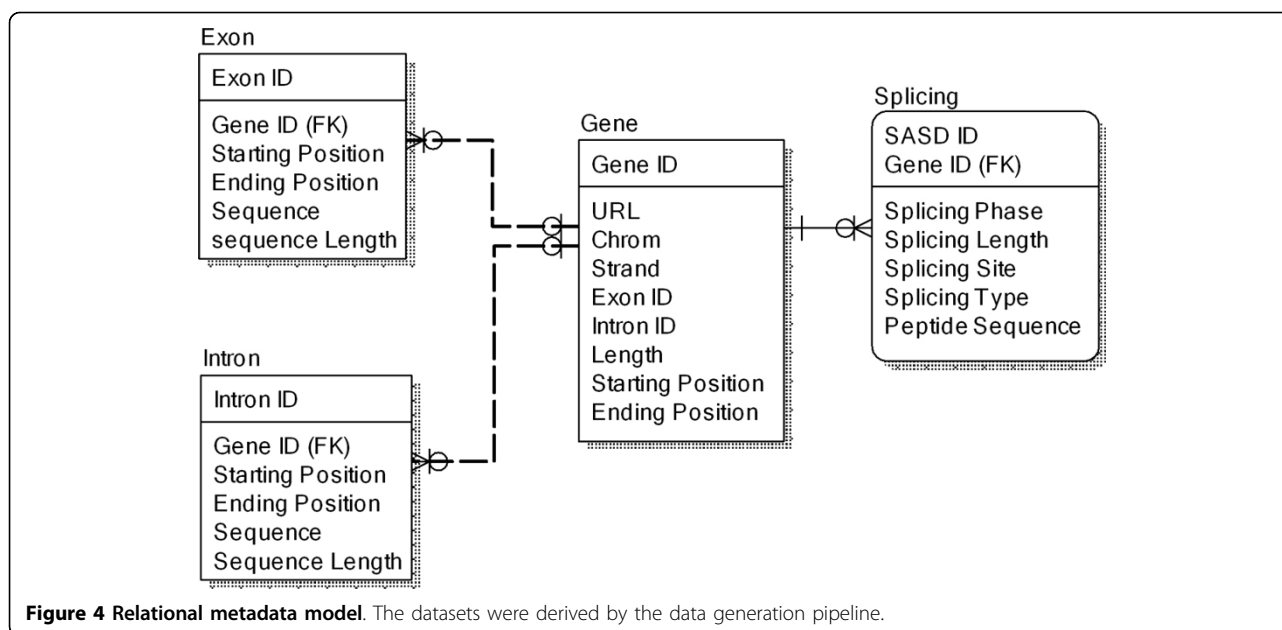 Exon
Exon ID
Gene ID (FK)
Starting Position
Ending Position
Sequence
sequence Length
Intron
Intron ID
Gene ID (FK)
Starting Position
Ending Position
Sequence
Sequence Length
Gene
Gene ID
URL
Chrom
Strand
Exon ID
Intron ID
Length
Starting Position
Ending Position
Splicing
SASD ID
Gene ID (FK)
Splicing Phase
Splicing Length
Splicing Site
Splicing Type
Peptide Sequence
Figure 4 Relational metadata model. The datasets were derived by the data generation pipeline.